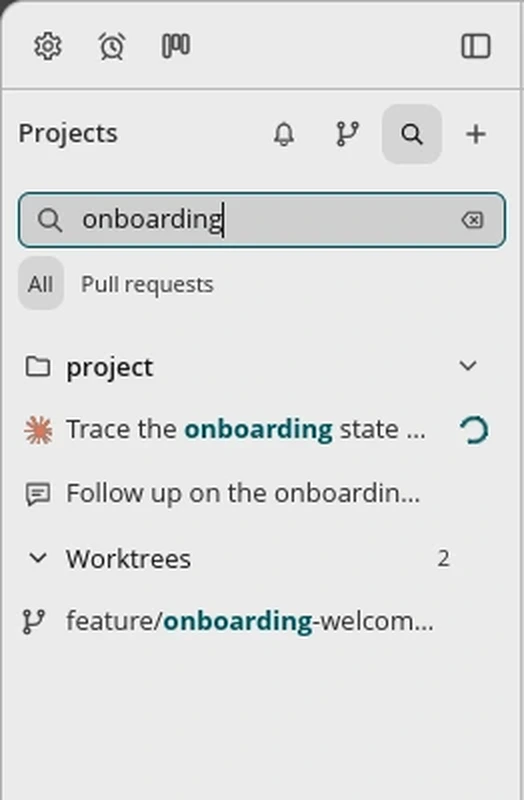 Projects
onboarding
All Pull requests
project
Trace the onboarding state ...
Follow up on the onboardin...
Worktrees 2
feature/onboarding-welcom...